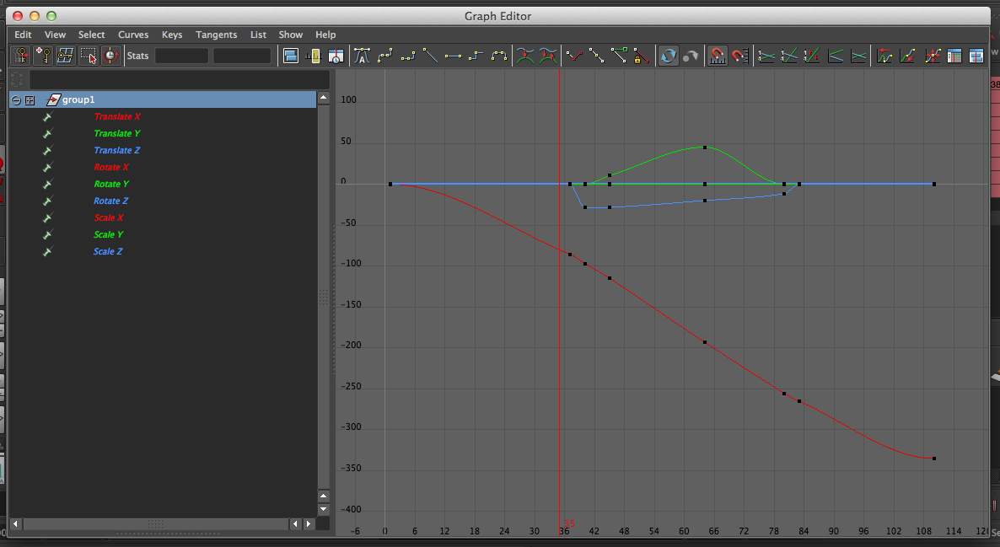 Graph Editor
Edit View Select Curves Keys Tangents List Show Help
Stats
group1
Translate X
Translate Y
Translate Z
Rotate X
Rotate Y
Rotate Z
Scale X
Scale Y
Scale Z
100
50
0
-50
-100
-150
-200
-250
-300
-350
-400
35
-6 0 6 12 18 24 30 36 42 48 54 60 66 72 78 84 90 96 102 108 114
38